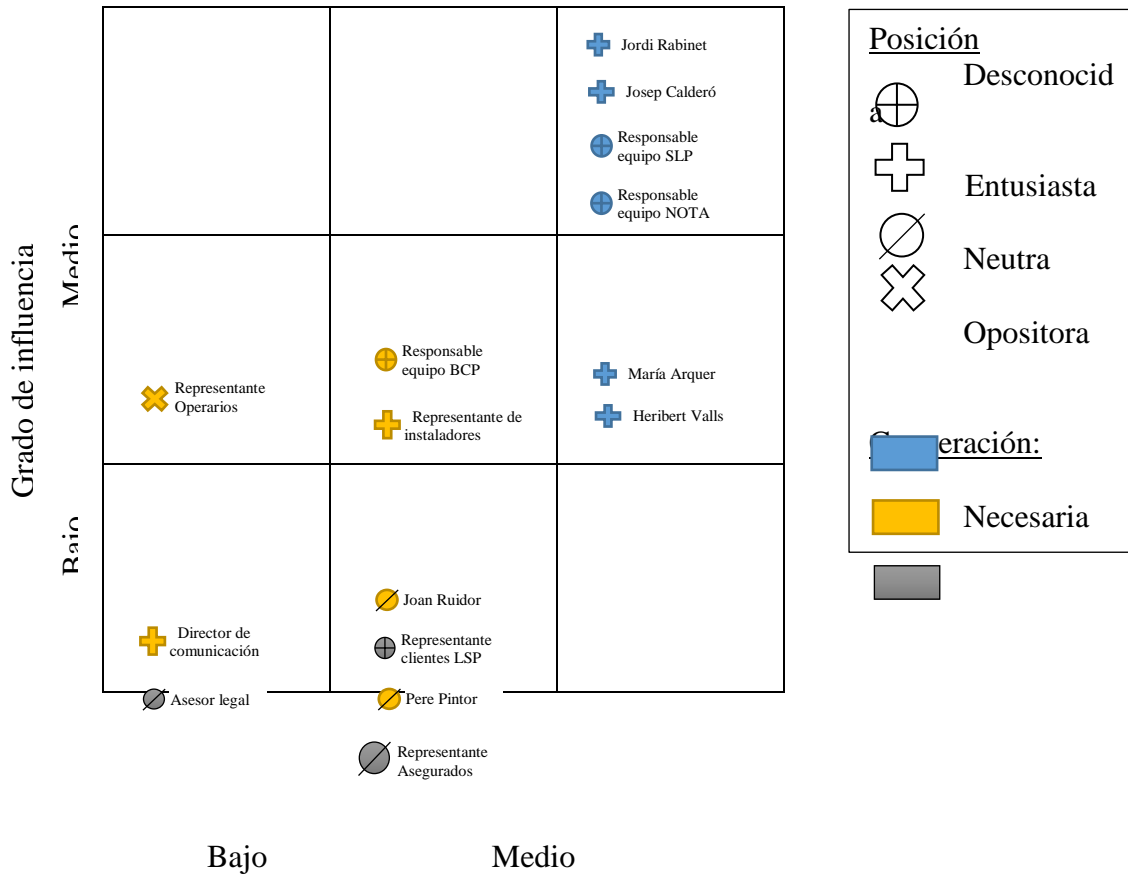 Jordi Rabinet
Josep Calderó
Responsable
equipo SLP
Responsable
equipo NOTA
Grado de influencia
Medio
Bajo
Representante
Operarios
Responsable
equipo BCP
Representante de
instaladores
María Arquer
Heribert Valls
Director de
comunicación
Asesor legal
Joan Ruidor
Representante
clientes LSP
Pere Pintor
Representante
Asegurados
Bajo
Medio
Posición
Desconocid
a
Entusiasta
Neutra
Opositora
eración:
Necesaria